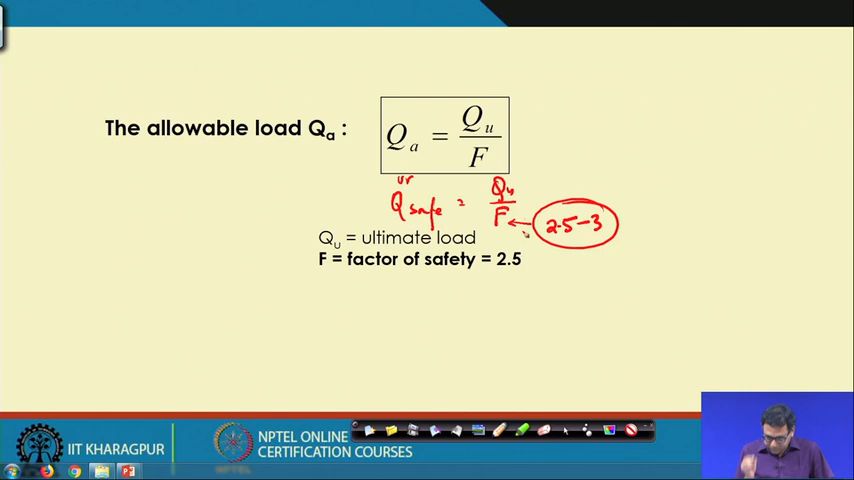 The allowable load Qa :
Qa = Qu / F
or
Qsafe = Qu / F ← 2.5-3
Qu = ultimate load
F = factor of safety = 2.5
IIT KHARAGPUR
NPTEL ONLINE
CERTIFICATION COURSES
NPTEL